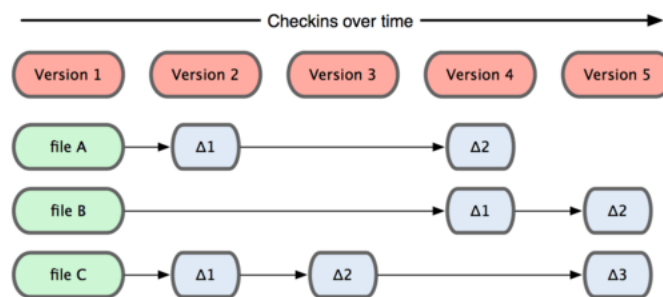 Checkins over time
Version 1 Version 2 Version 3 Version 4 Version 5
file A Δ1 Δ2
file B Δ1 Δ2
file C Δ1 Δ2 Δ3